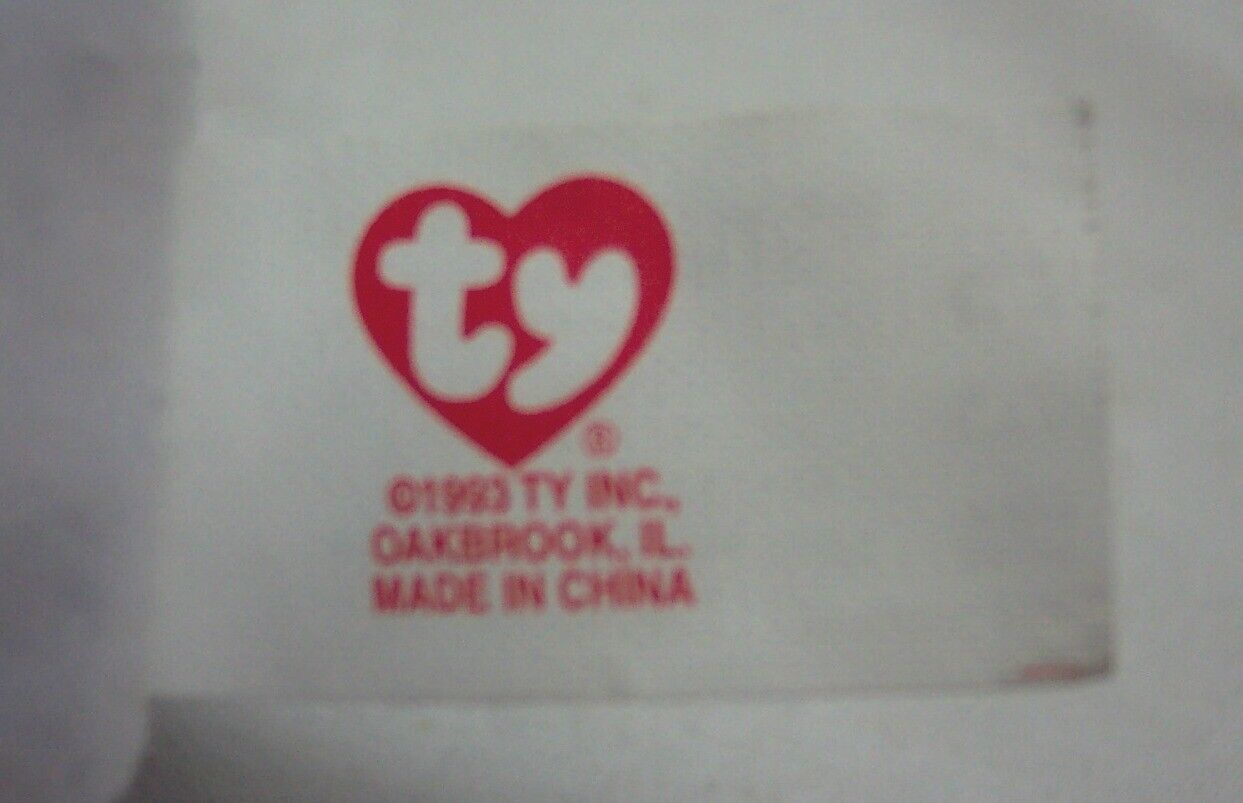 ty
®
©1993 TY INC.,
OAKBROOK, IL.
MADE IN CHINA